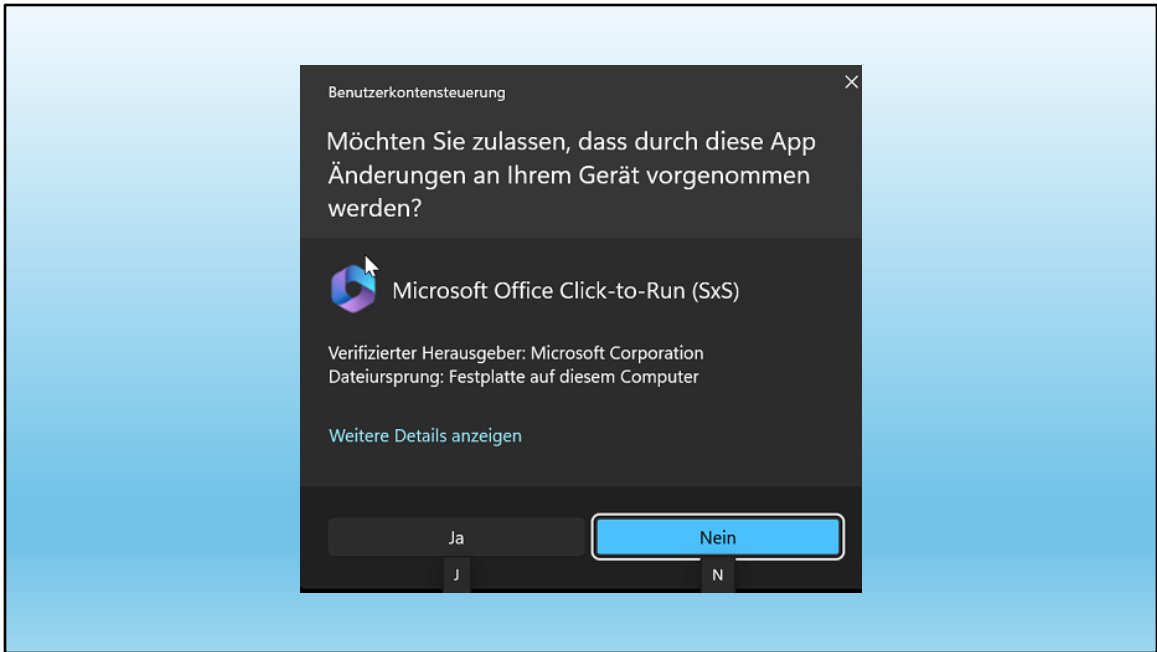 Benutzerkontensteuerung
Möchten Sie zulassen, dass durch diese App
Änderungen an Ihrem Gerät vorgenommen
werden?
Microsoft Office Click-to-Run (SxS)
Verifizierter Herausgeber: Microsoft Corporation
Dateiursprung: Festplatte auf diesem Computer
Weitere Details anzeigen
Ja Nein
J N